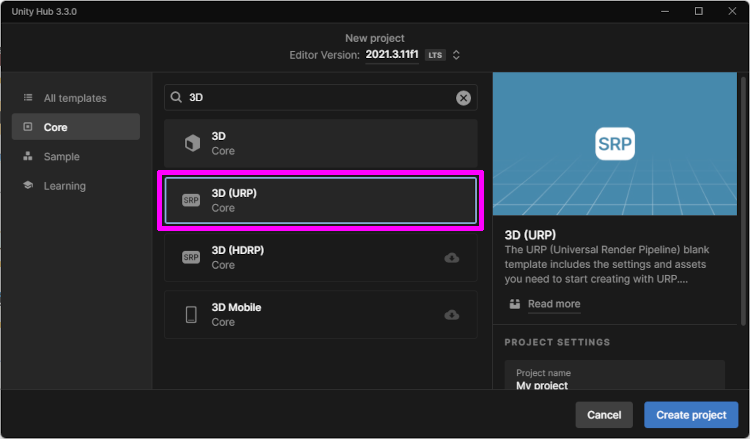 Unity Hub 3.3.0
New project
Editor Version: 2021.3.11f1 LTS
All templates
Core
Sample
Learning
3D
3D
Core
SRP
3D (URP)
Core
SRP
3D (HDRP)
Core
3D Mobile
Core
SRP
3D (URP)
The URP (Universal Render Pipeline) blank
template includes the settings and assets
you need to start creating with URP....
Read more
PROJECT SETTINGS
Project name
My project
Cancel
Create project